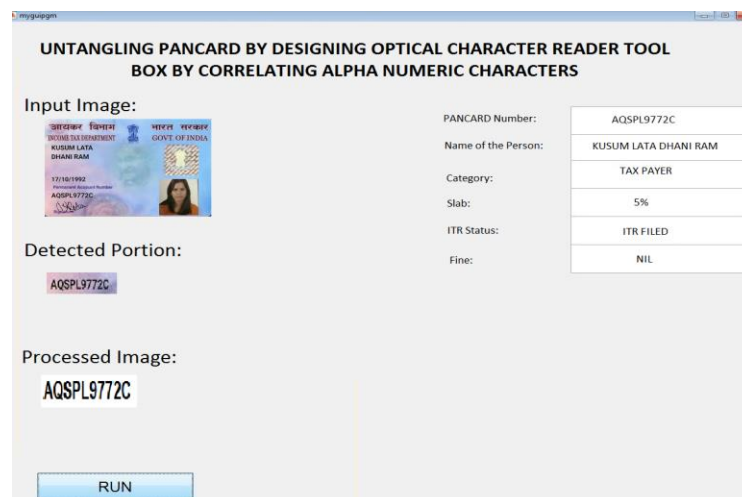 myguipgm
UNTANGLING PANCARD BY DESIGNING OPTICAL CHARACTER READER TOOL
BOX BY CORRELATING ALPHA NUMERIC CHARACTERS
Input Image:
आयकर विभाग
भारत सरकार
INCOME TAX DEPARTMENT
GOVT OF INDIA
KUSUM LATA
DHANI RAM
17/10/1992
Permanent Account Number
AQSPL9772C
Detected Portion:
AQSPL9772C
Processed Image:
AQSPL9772C
RUN
PANCARD Number: AQSPL9772C
Name of the Person: KUSUM LATA DHANI RAM
Category: TAX PAYER
Slab: 5%
ITR Status: ITR FILED
Fine: NIL